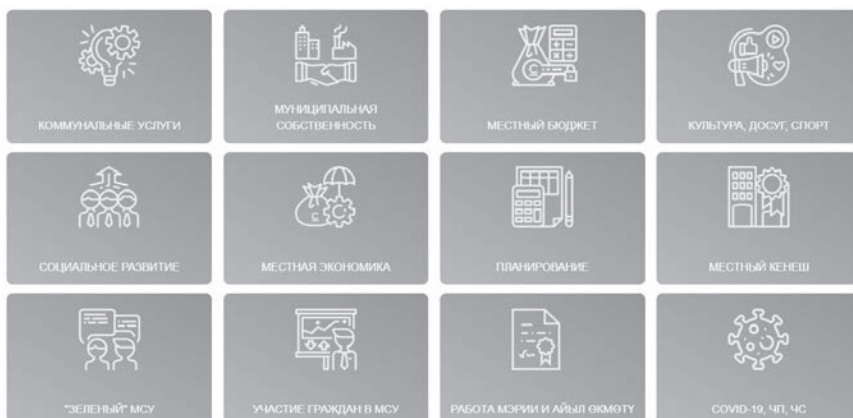 КОММУНАЛЬНЫЕ УСЛУГИ
МУНИЦИПАЛЬНАЯ
СОБСТВЕННОСТЬ
МЕСТНЫЙ БЮДЖЕТ
КУЛЬТУРА, ДОСУГ, СПОРТ
СОЦИАЛЬНОЕ РАЗВИТИЕ
МЕСТНАЯ ЭКОНОМИКА
ПЛАНИРОВАНИЕ
МЕСТНЫЙ КЕНЕШ
"ЗЕЛЕНЫЙ" МСУ
УЧАСТИЕ ГРАЖДАН В МСУ
РАБОТА МЭРИИ И АЙЫЛ ӨКМӨТҮ
COVID-19, ЧП, ЧС